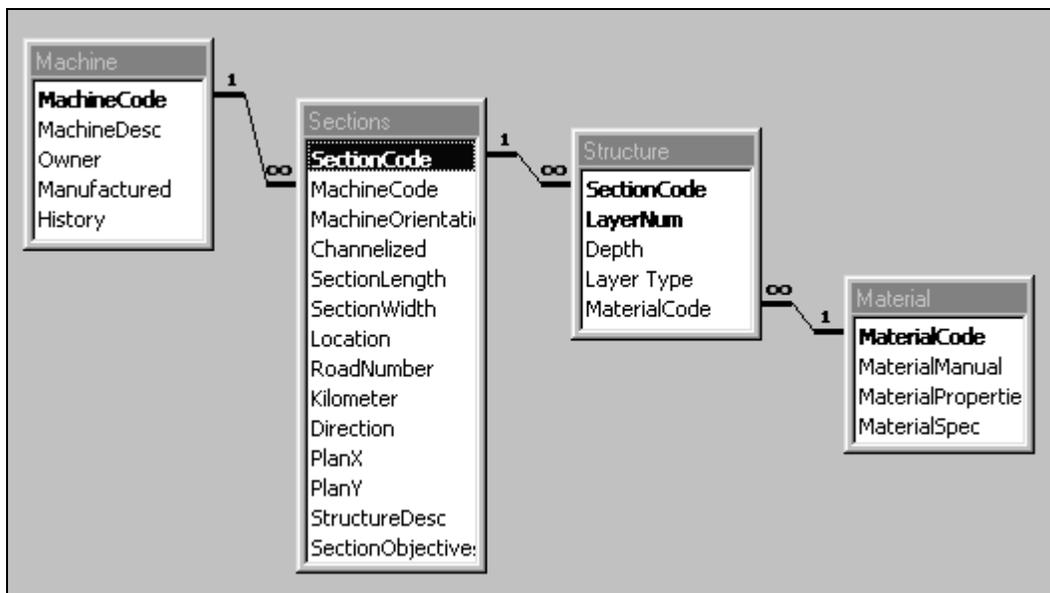 Machine
MachineCode
MachineDesc
Owner
Manufactured
History
1
∞
Sections
SectionCode
MachineCode
MachineOrientati
Channelized
SectionLength
SectionWidth
Location
RoadNumber
Kilometer
Direction
PlanX
PlanY
StructureDesc
SectionObjectives
1
∞
Structure
SectionCode
LayerNum
Depth
Layer Type
MaterialCode
∞
1
Material
MaterialCode
MaterialManual
MaterialPropertie
MaterialSpec